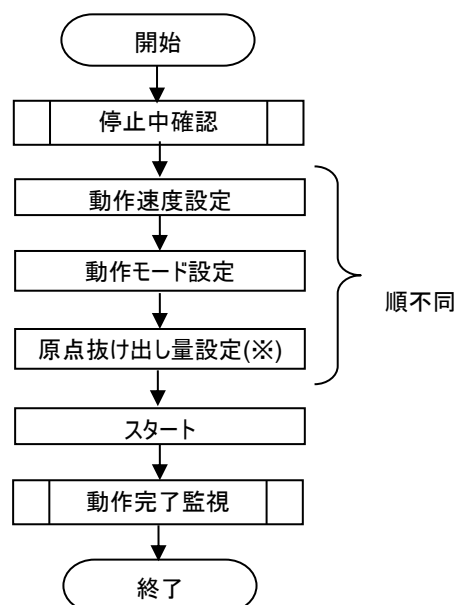 開始
停止中確認
動作速度設定
動作モード設定
順不同
原点抜け出し量設定(※)
スタート
動作完了監視
終了